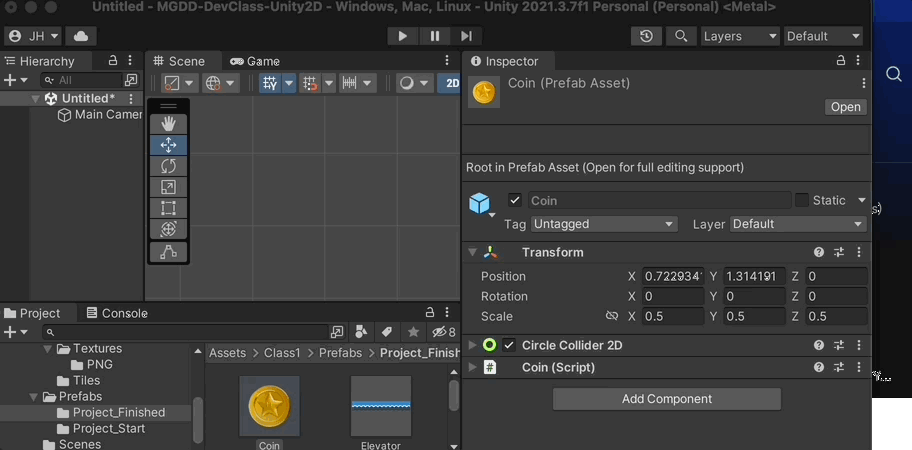 Untitled - MGDD-DevClass-Unity2D - Windows, Mac, Linux - Unity 2021.3.7f1 Personal (Personal) <Metal>
JH
Layers
Default
Hierarchy
All
Untitled*
Main Camer
Scene
Game
2D
Inspector
Coin (Prefab Asset)
Open
Root in Prefab Asset (Open for full editing support)
Coin
Static
Tag Untagged
Layer Default
Transform
Position X 0.7229341 Y 1.314191 Z 0
Rotation X 0 Y 0 Z 0
Scale X 0.5 Y 0.5 Z 0.5
Circle Collider 2D
# Coin (Script)
Add Component
Project
Console
8
Textures
PNG
Tiles
Prefabs
Project_Finished
Project_Start
Scenes
Assets > Class1 > Prefabs > Project_Finish
Coin
Elevator